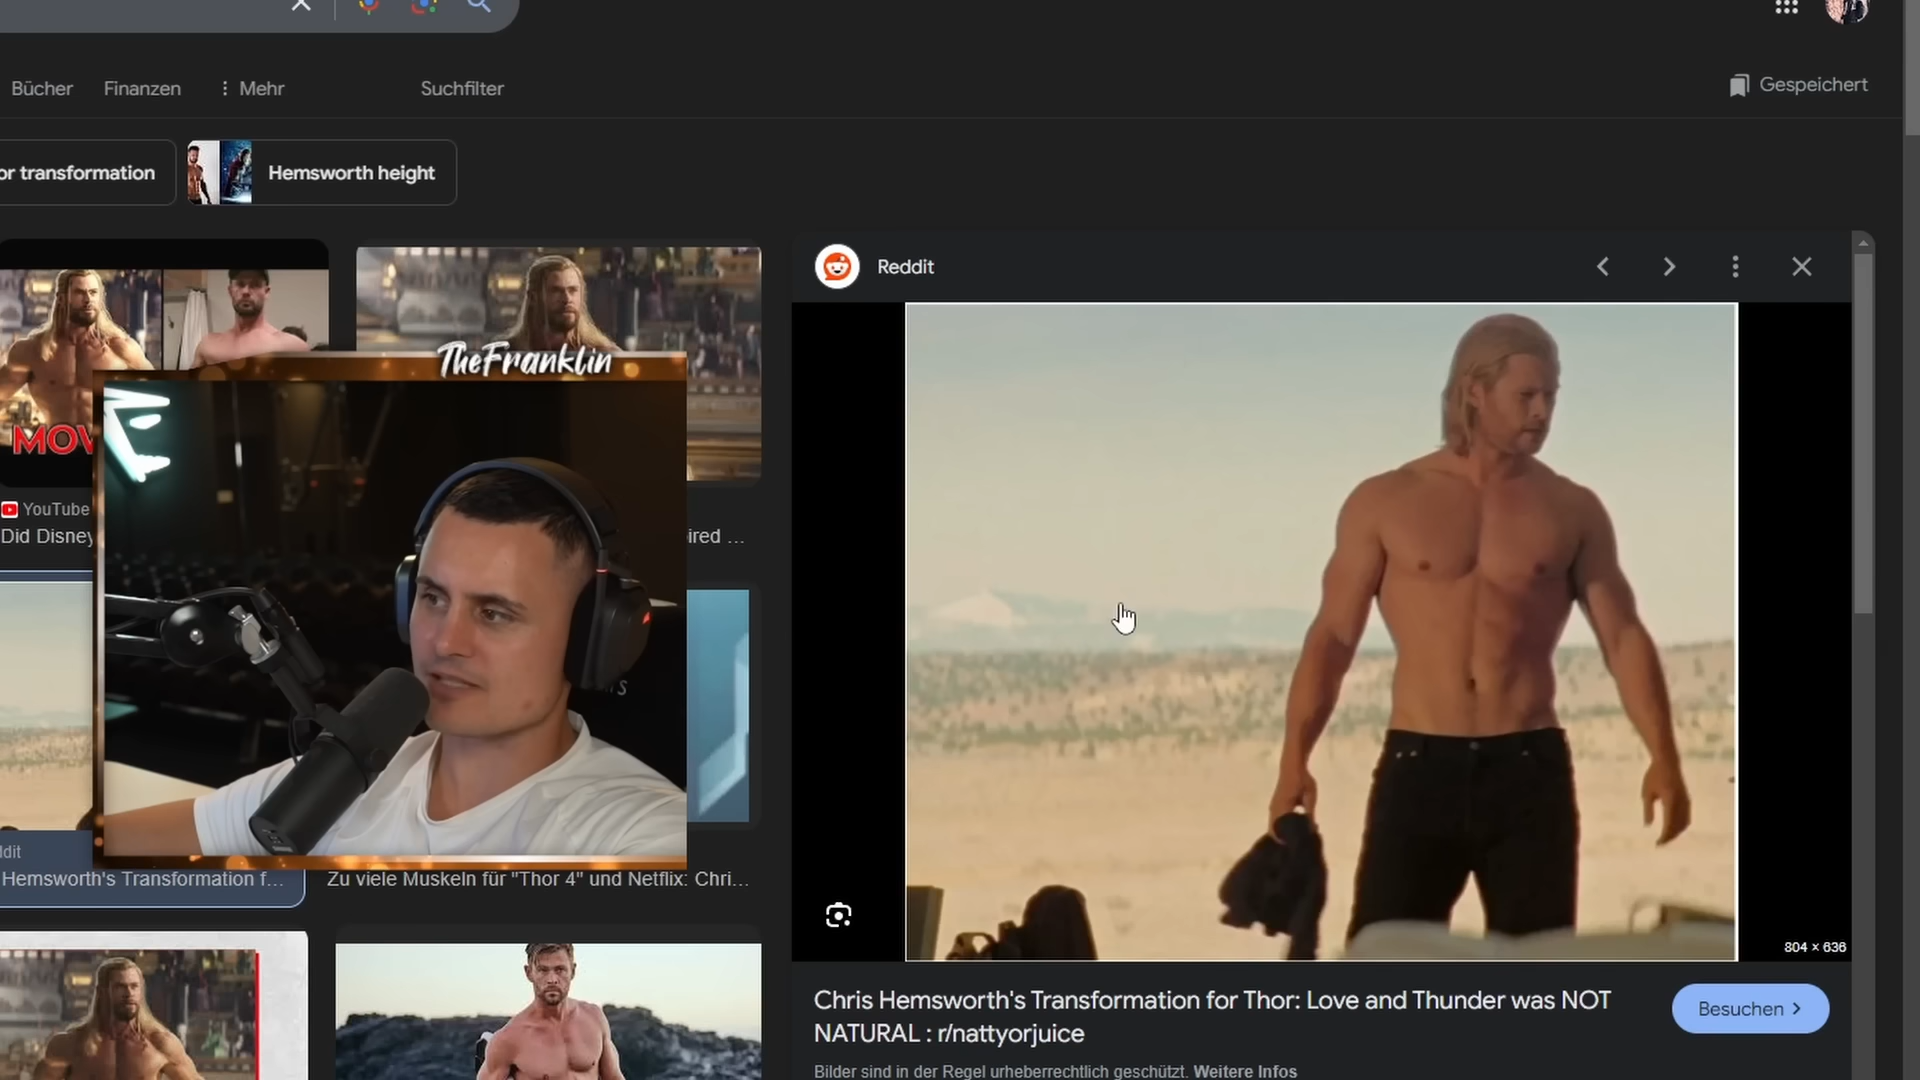 Bücher
Finanzen
Mehr
Suchfilter
Gespeichert
or transformation
Hemsworth height
Reddit
TheFranklin
MOV
YouTube
Did Disney
ired ...
dit
Hemsworth's Transformation f...
Zu viele Muskeln für "Thor 4" und Netflix: Chri...
804 × 636
Chris Hemsworth's Transformation for Thor: Love and Thunder was NOT
NATURAL : r/nattyorjuice
Besuchen
Bilder sind in der Regel urheberrechtlich geschützt. Weitere Infos